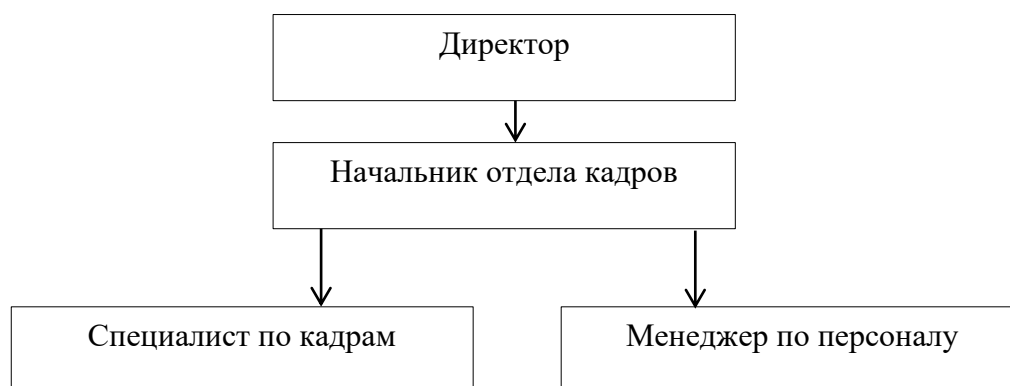 Директор
Начальник отдела кадров
Специалист по кадрам
Менеджер по персоналу